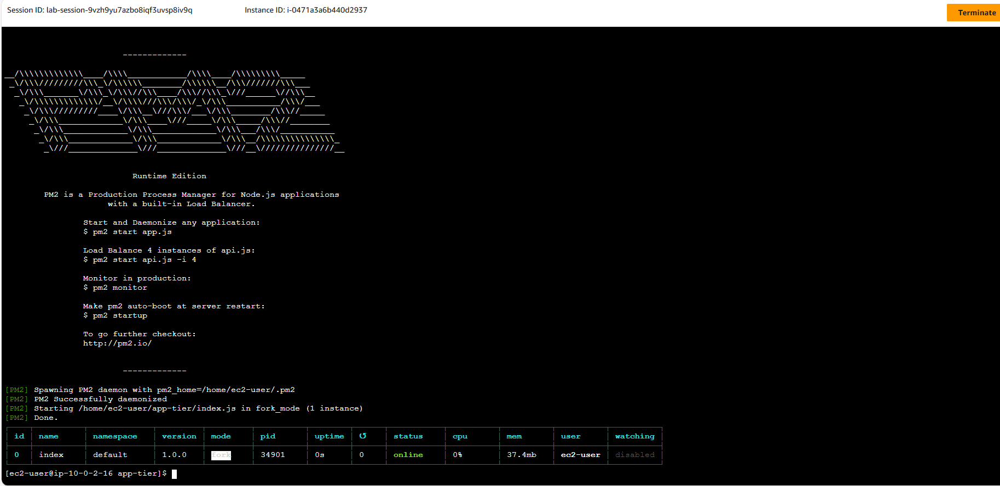 Session ID: lab-session-9vzh9yu7azbo8iqf3uvsp8iv9q Instance ID: i-0471a3a6b440d2937 Terminate
-------------
__/\\\\\\\\\\\\\____/\\\\____________/\\\\____/\\\\\\\\\_____
_\/\\\/////////\\\_\/\\\\\\________/\\\\\\__/\\\///////\\\___
_\/\\\_______\/\\\_\/\\\//\\\____/\\\//\\\_\///______\//\\\__
_\/\\\\\\\\\\\\\/__\/\\\\///\\\/\\\/_\/\\\___________/\\\/___
_\/\\\/////////____\/\\\__\///\\\/___\/\\\________/\\\//_____
_\/\\\_____________\/\\\____\///_____\/\\\_____/\\\//________
_\/\\\_____________\/\\\_____________\/\\\___/\\\/___________
_\/\\\_____________\/\\\_____________\/\\\__/\\\\\\\\\\\\\\\_
_\///______________\///______________\///__\///////////////__
Runtime Edition
PM2 is a Production Process Manager for Node.js applications
with a built-in Load Balancer.
Start and Daemonize any application:
$ pm2 start app.js
Load Balance 4 instances of api.js:
$ pm2 start api.js -i 4
Monitor in production:
$ pm2 monitor
Make pm2 auto-boot at server restart:
$ pm2 startup
To go further checkout:
http://pm2.io/
-------------
[PM2] Spawning PM2 daemon with pm2_home=/home/ec2-user/.pm2
[PM2] PM2 Successfully daemonized
[PM2] Starting /home/ec2-user/app-tier/index.js in fork_mode (1 instance)
[PM2] Done.
id name namespace version mode pid uptime ↺ status cpu mem user watching
0 index default 1.0.0 fork 34901 0s 0 online 0% 37.4mb ec2-user disabled
[ec2-user@ip-10-0-2-16 app-tier]$